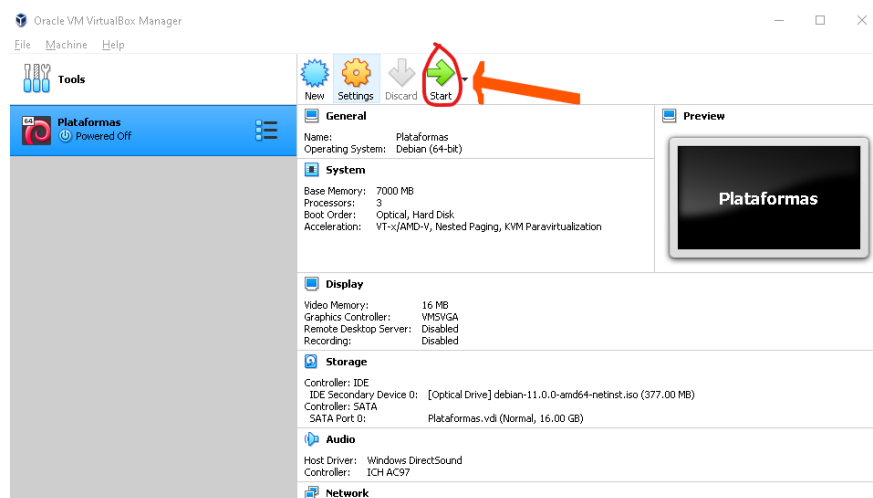 Oracle VM VirtualBox Manager
File Machine Help
Tools
New Settings Discard Start
64
Plataformas
Powered Off
General
Name: Plataformas
Operating System: Debian (64-bit)
System
Base Memory: 7000 MB
Processors: 3
Boot Order: Optical, Hard Disk
Acceleration: VT-x/AMD-V, Nested Paging, KVM Paravirtualization
Preview
Plataformas
Display
Video Memory: 16 MB
Graphics Controller: VMSVGA
Remote Desktop Server: Disabled
Recording: Disabled
Storage
Controller: IDE
IDE Secondary Device 0: [Optical Drive] debian-11.0.0-amd64-netinst.iso (377.00 MB)
Controller: SATA
SATA Port 0: Plataformas.vdi (Normal, 16.00 GB)
Audio
Host Driver: Windows DirectSound
Controller: ICH AC97
Network